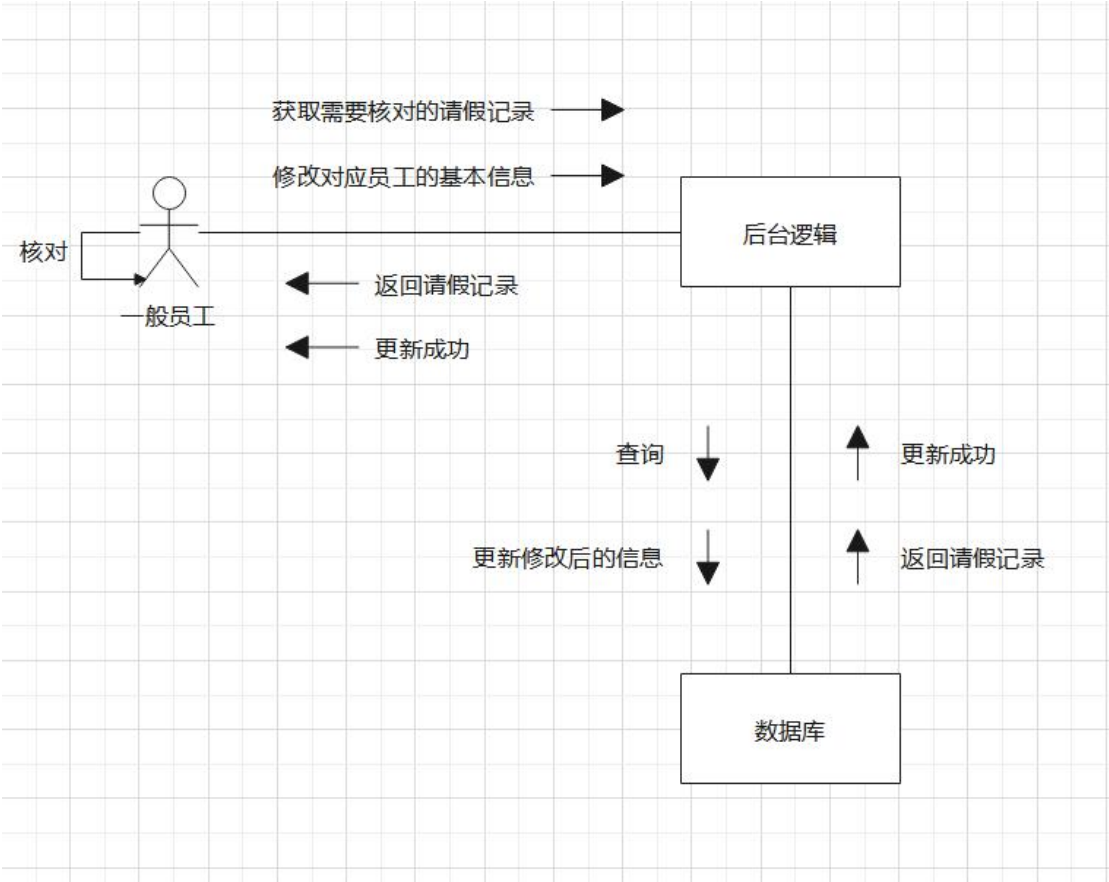 获取需要核对的请假记录
修改对应员工的基本信息
后台逻辑
核对
返回请假记录
一般员工
更新成功
查询
更新成功
更新修改后的信息
返回请假记录
数据库